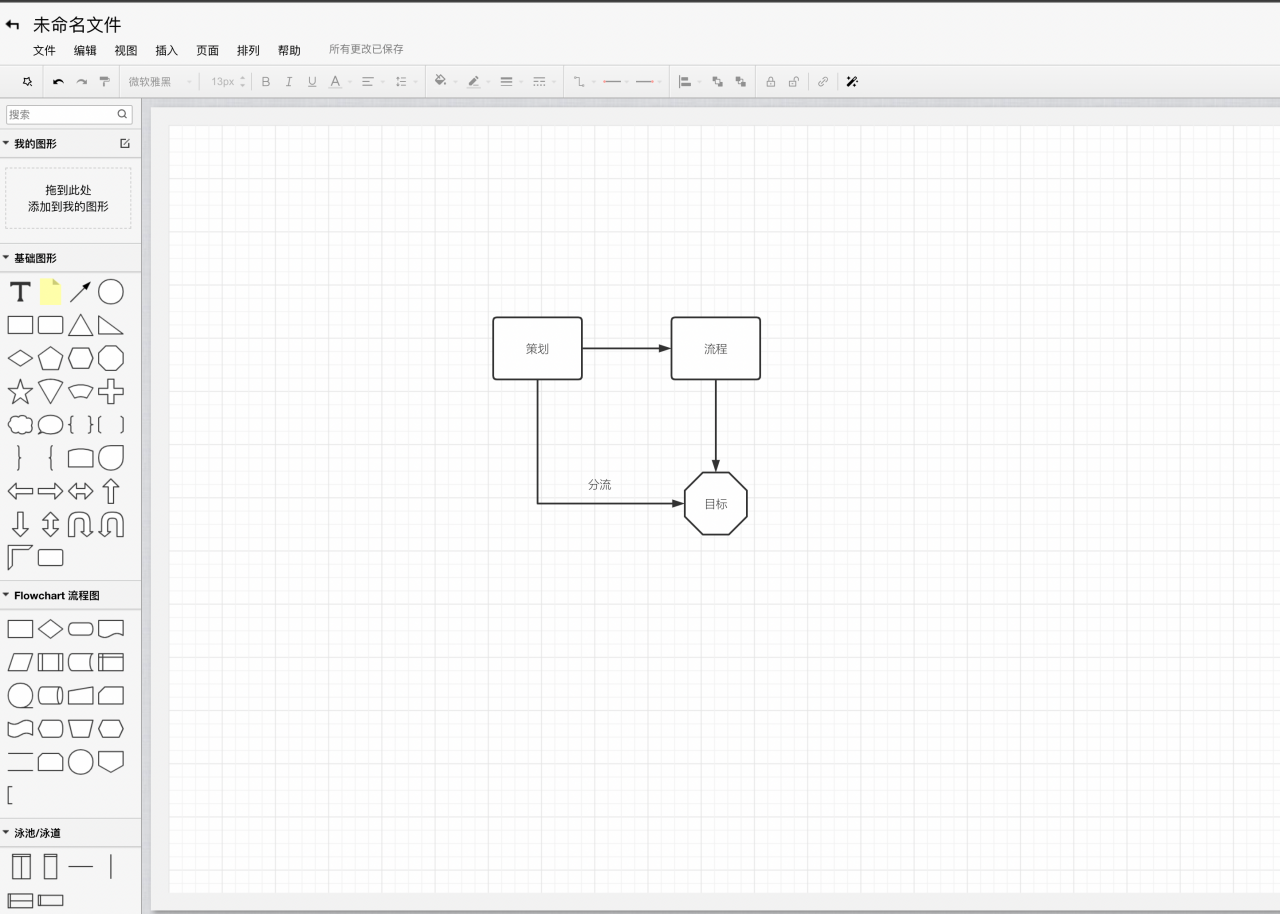 未命名文件
文件 编辑 视图 插入 页面 排列 帮助 所有更改已保存
微软雅黑 13px B I U A
搜索
我的图形
拖到此处
添加到我的图形
基础图形
T
策划 流程
分流
目标
Flowchart 流程图
泳池/泳道